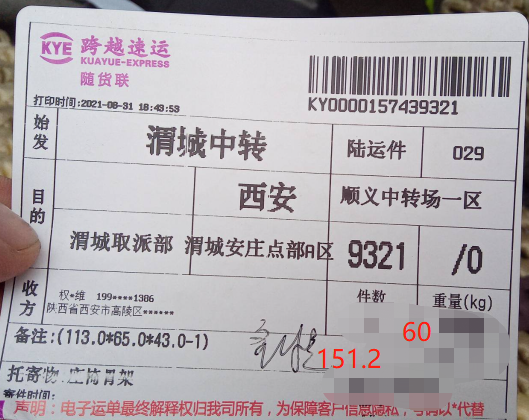 KYE 跨越速运
KUAYUE-EXPRESS
随货联
打印时间:2021-08-31 18:43:53
KY0000157439321
始发 渭城中转 陆运件 029
目的 西安 顺义中转场一区
渭城取派部 渭城安庄点部A区 9321 /0
件数 重量(kg)
收方 权*维 199****1386
陕西省西安市高陵区******
备注:(113.0*65.0*43.0-1)
60
151.2
托寄物:座椅骨架
声明:电子运单最终解释权归我司所有,为保障客户信息隐私,号码以*代替